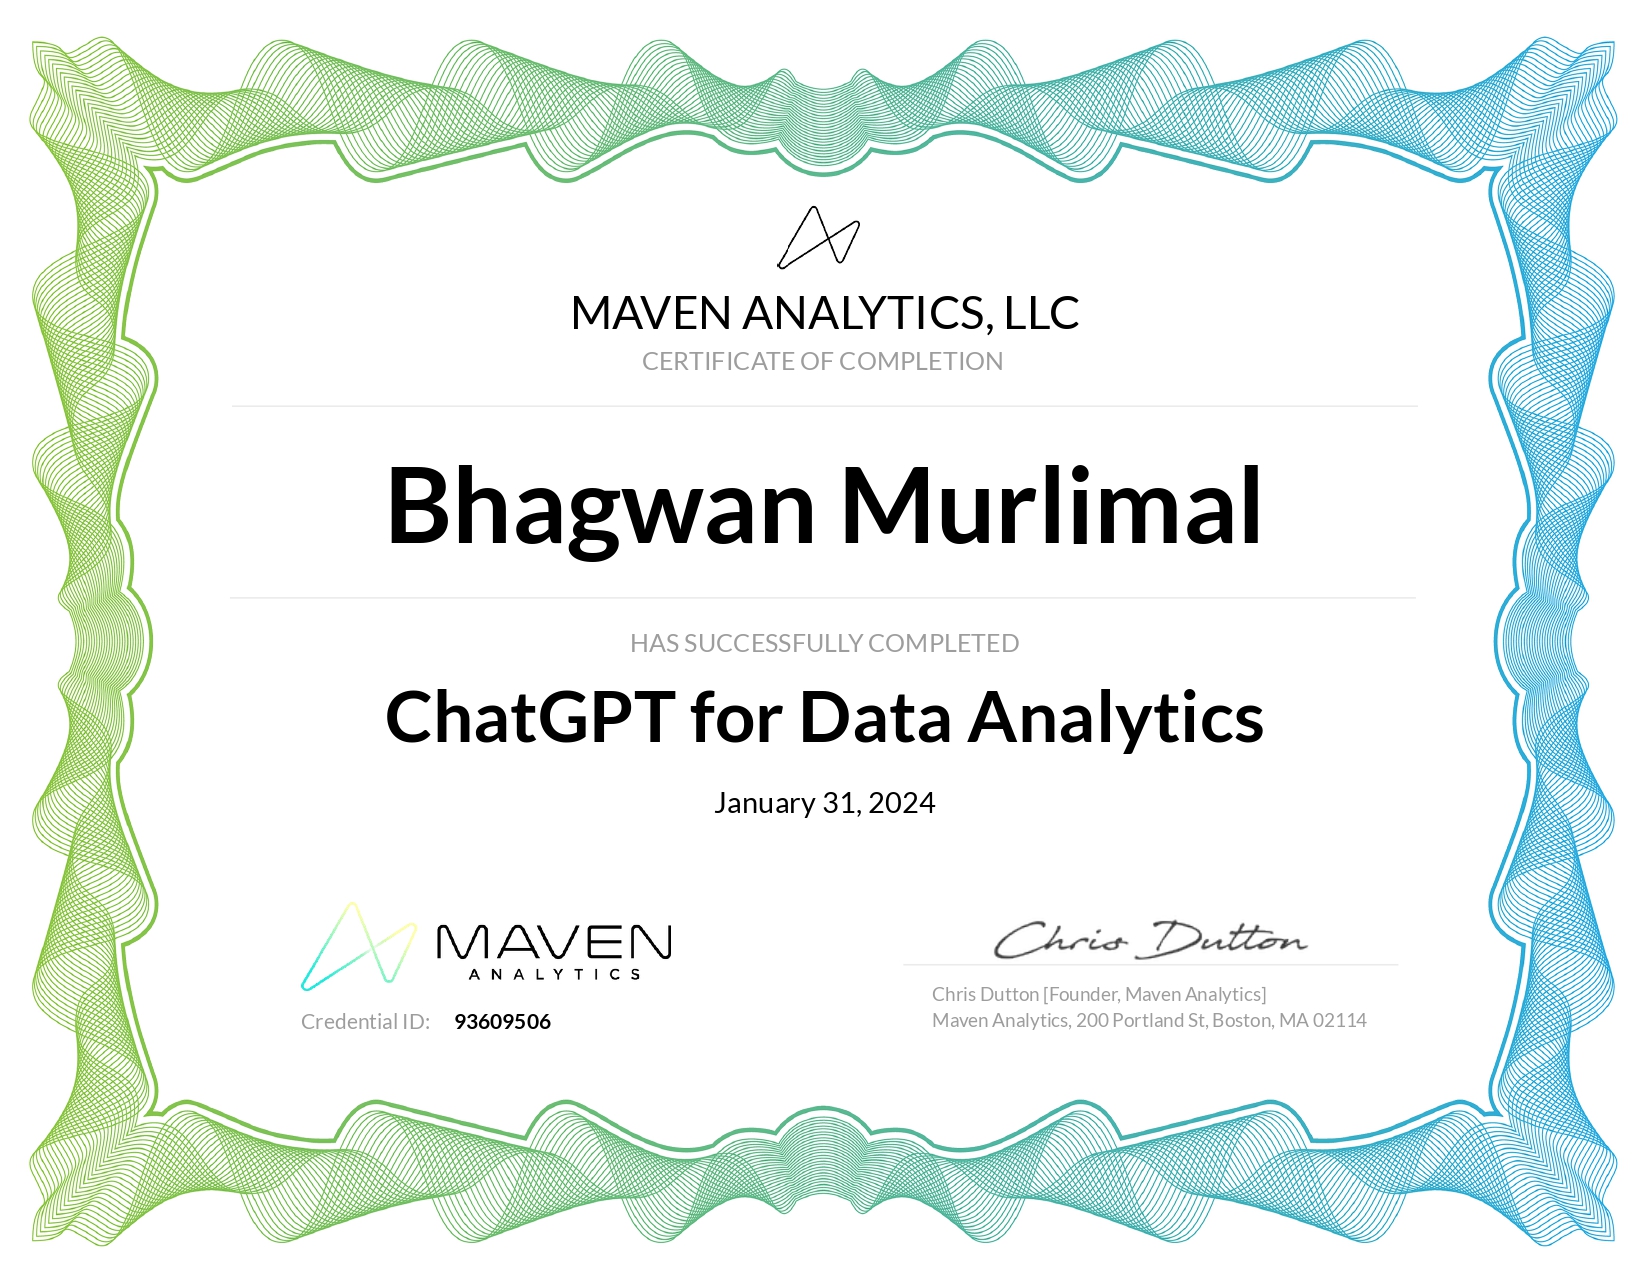 MAVEN ANALYTICS, LLC
CERTIFICATE OF COMPLETION
Bhagwan Murlimal
HAS SUCCESSFULLY COMPLETED
ChatGPT for Data Analytics
January 31, 2024
MAVEN
ANALYTICS
Credential ID: 93609506
Chris Dutton
Chris Dutton [Founder, Maven Analytics]
Maven Analytics, 200 Portland St, Boston, MA 02114